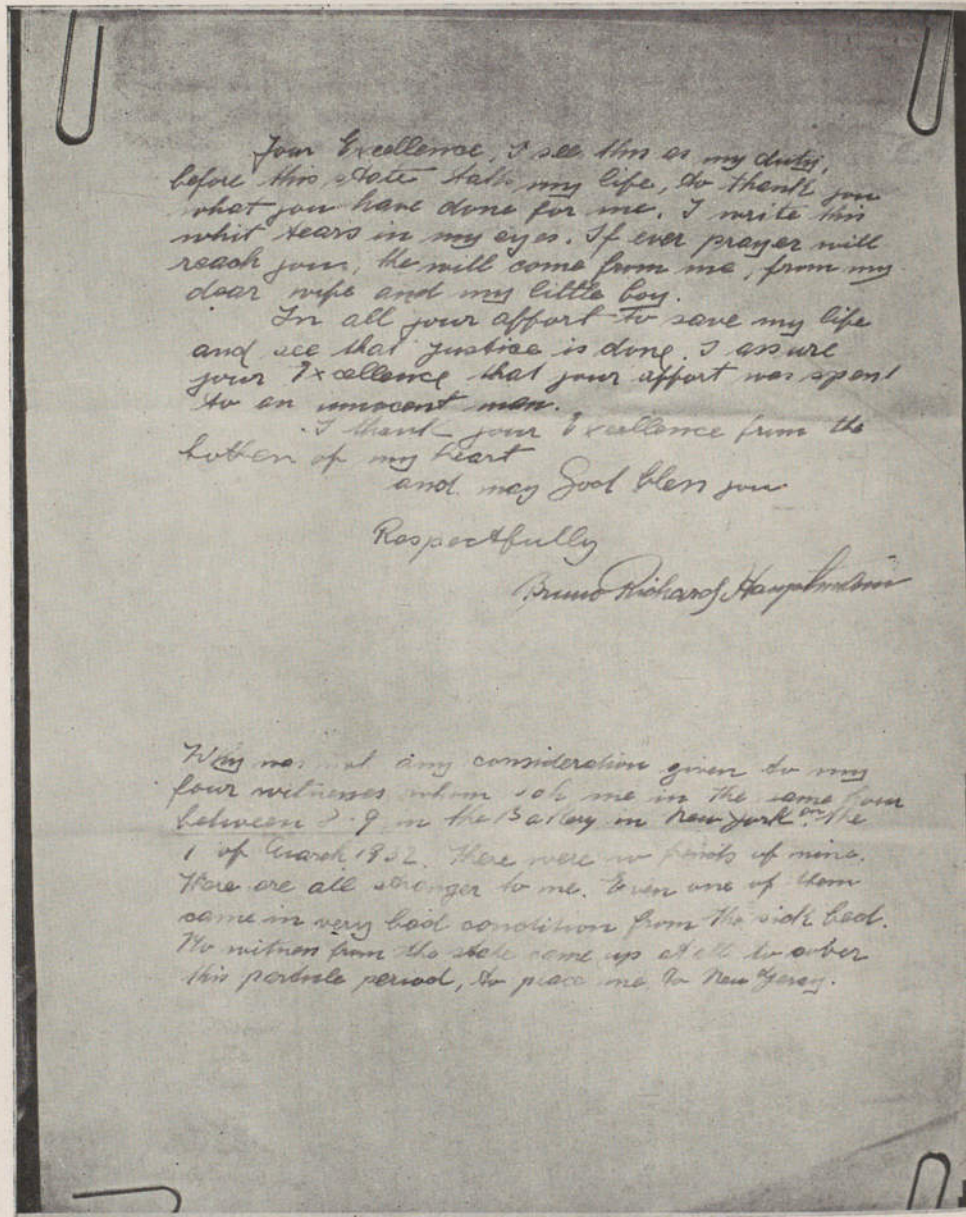 Your Excellence, I see this as my duty,
before this state talk my life, to thank you
what you have done for me. I write this
whit tears in my eyes. If ever prayer will
reach you, the will come from me, from my
dear wife and my little boy.
In all your affort to save my life
and see that justice is done. I assure
your Excellence that your affort was spent
to an innocent man.
I thank your Excellence from the
bottem of my heart
and may God bless you
Respectfully
Bruno Richard Hauptmann
Why was not any consideration given to my
four witnesses whom me in the same hour
between 7-9 in the Bakery in New York on the
1 of March 1932. There were no frinds of mine.
There are all stranger to me. Even one of them
came in very bad condition from the sick bed.
No witness from the state came up at all to
this period, to place me to New Yersy.